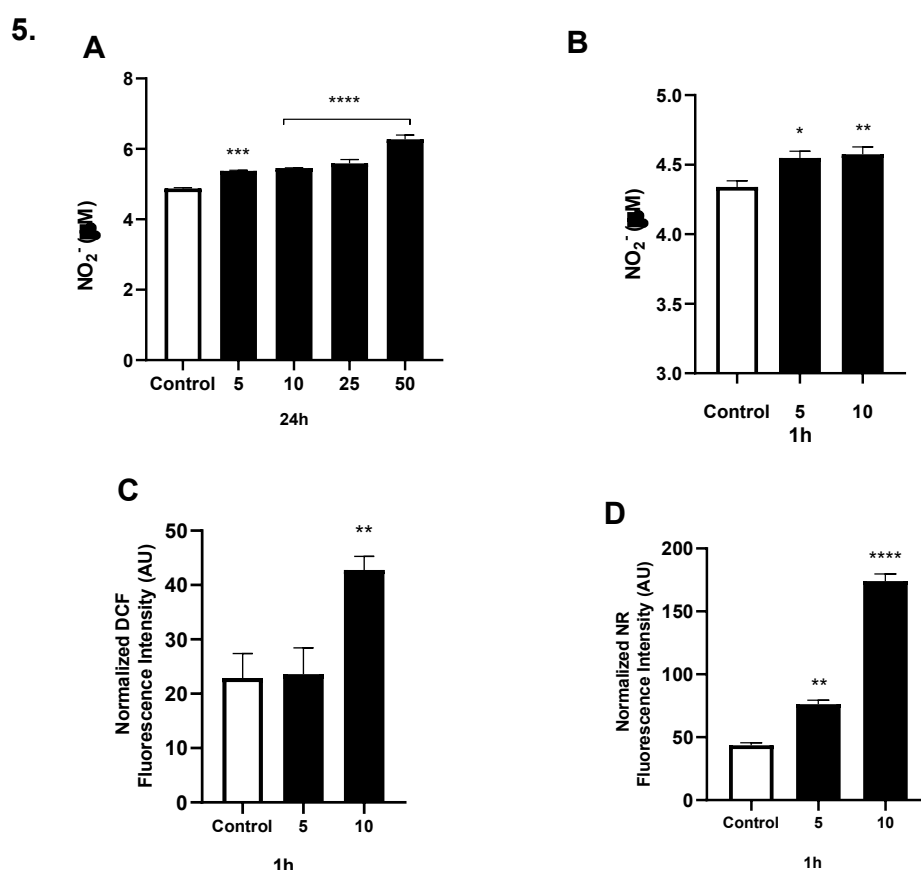 5.
A
8
6
4
2
0
NO2- (
M)
***
****
Control 5 10 25 50
24h
B
5.0
4.5
4.0
3.5
3.0
NO2- (
M)
*
**
Control 5 10
1h
C
50
40
30
20
10
0
Normalized DCF
Fluorescence Intensity (AU)
**
Control 5 10
1h
D
200
150
100
50
0
Normalized NR
Fluorescence Intensity (AU)
**
****
Control 5 10
1h